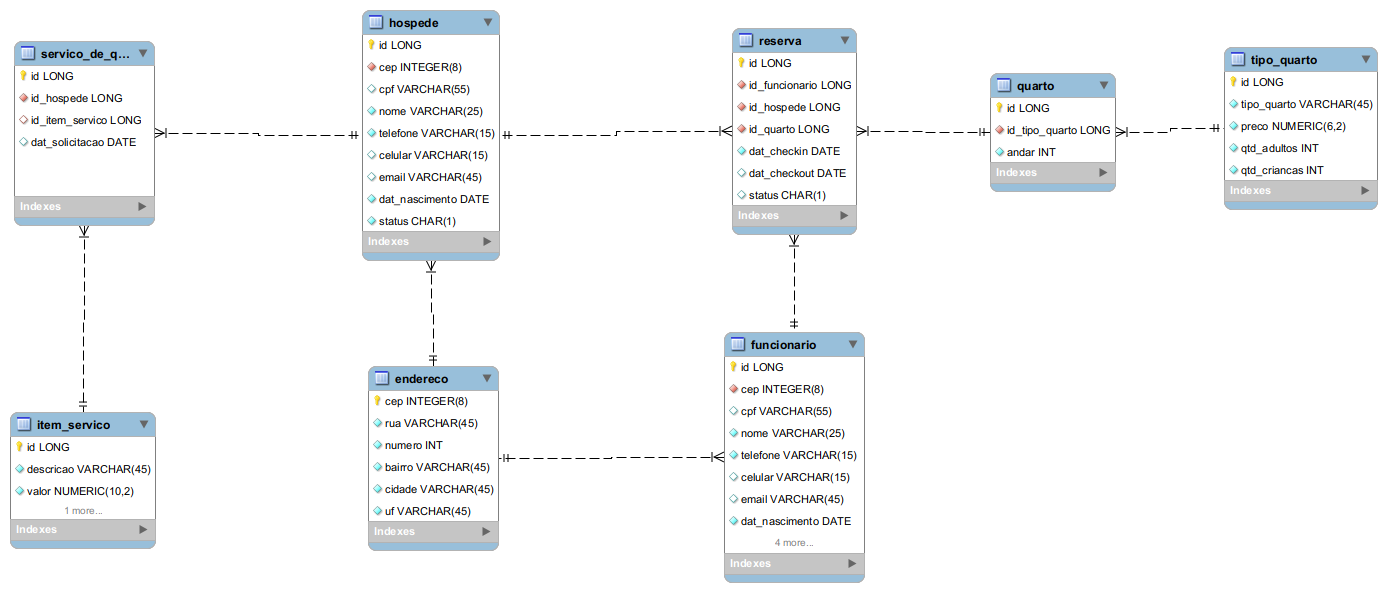 servico_de_q...
id LONG
id_hospede LONG
id_item_servico LONG
dat_solicitacao DATE
Indexes
hospede
id LONG
cep INTEGER(8)
cpf VARCHAR(55)
nome VARCHAR(25)
telefone VARCHAR(15)
celular VARCHAR(15)
email VARCHAR(45)
dat_nascimento DATE
status CHAR(1)
Indexes
reserva
id LONG
id_funcionario LONG
id_hospede LONG
id_quarto LONG
dat_checkin DATE
dat_checkout DATE
status CHAR(1)
Indexes
quarto
id LONG
id_tipo_quarto LONG
andar INT
Indexes
tipo_quarto
id LONG
tipo_quarto VARCHAR(45)
preco NUMERIC(6,2)
qtd_adultos INT
qtd_criancas INT
Indexes
item_servico
id LONG
descricao VARCHAR(45)
valor NUMERIC(10,2)
1 more...
Indexes
endereco
cep INTEGER(8)
rua VARCHAR(45)
numero INT
bairro VARCHAR(45)
cidade VARCHAR(45)
uf VARCHAR(45)
Indexes
funcionario
id LONG
cep INTEGER(8)
cpf VARCHAR(55)
nome VARCHAR(25)
telefone VARCHAR(15)
celular VARCHAR(15)
email VARCHAR(45)
dat_nascimento DATE
4 more...
Indexes